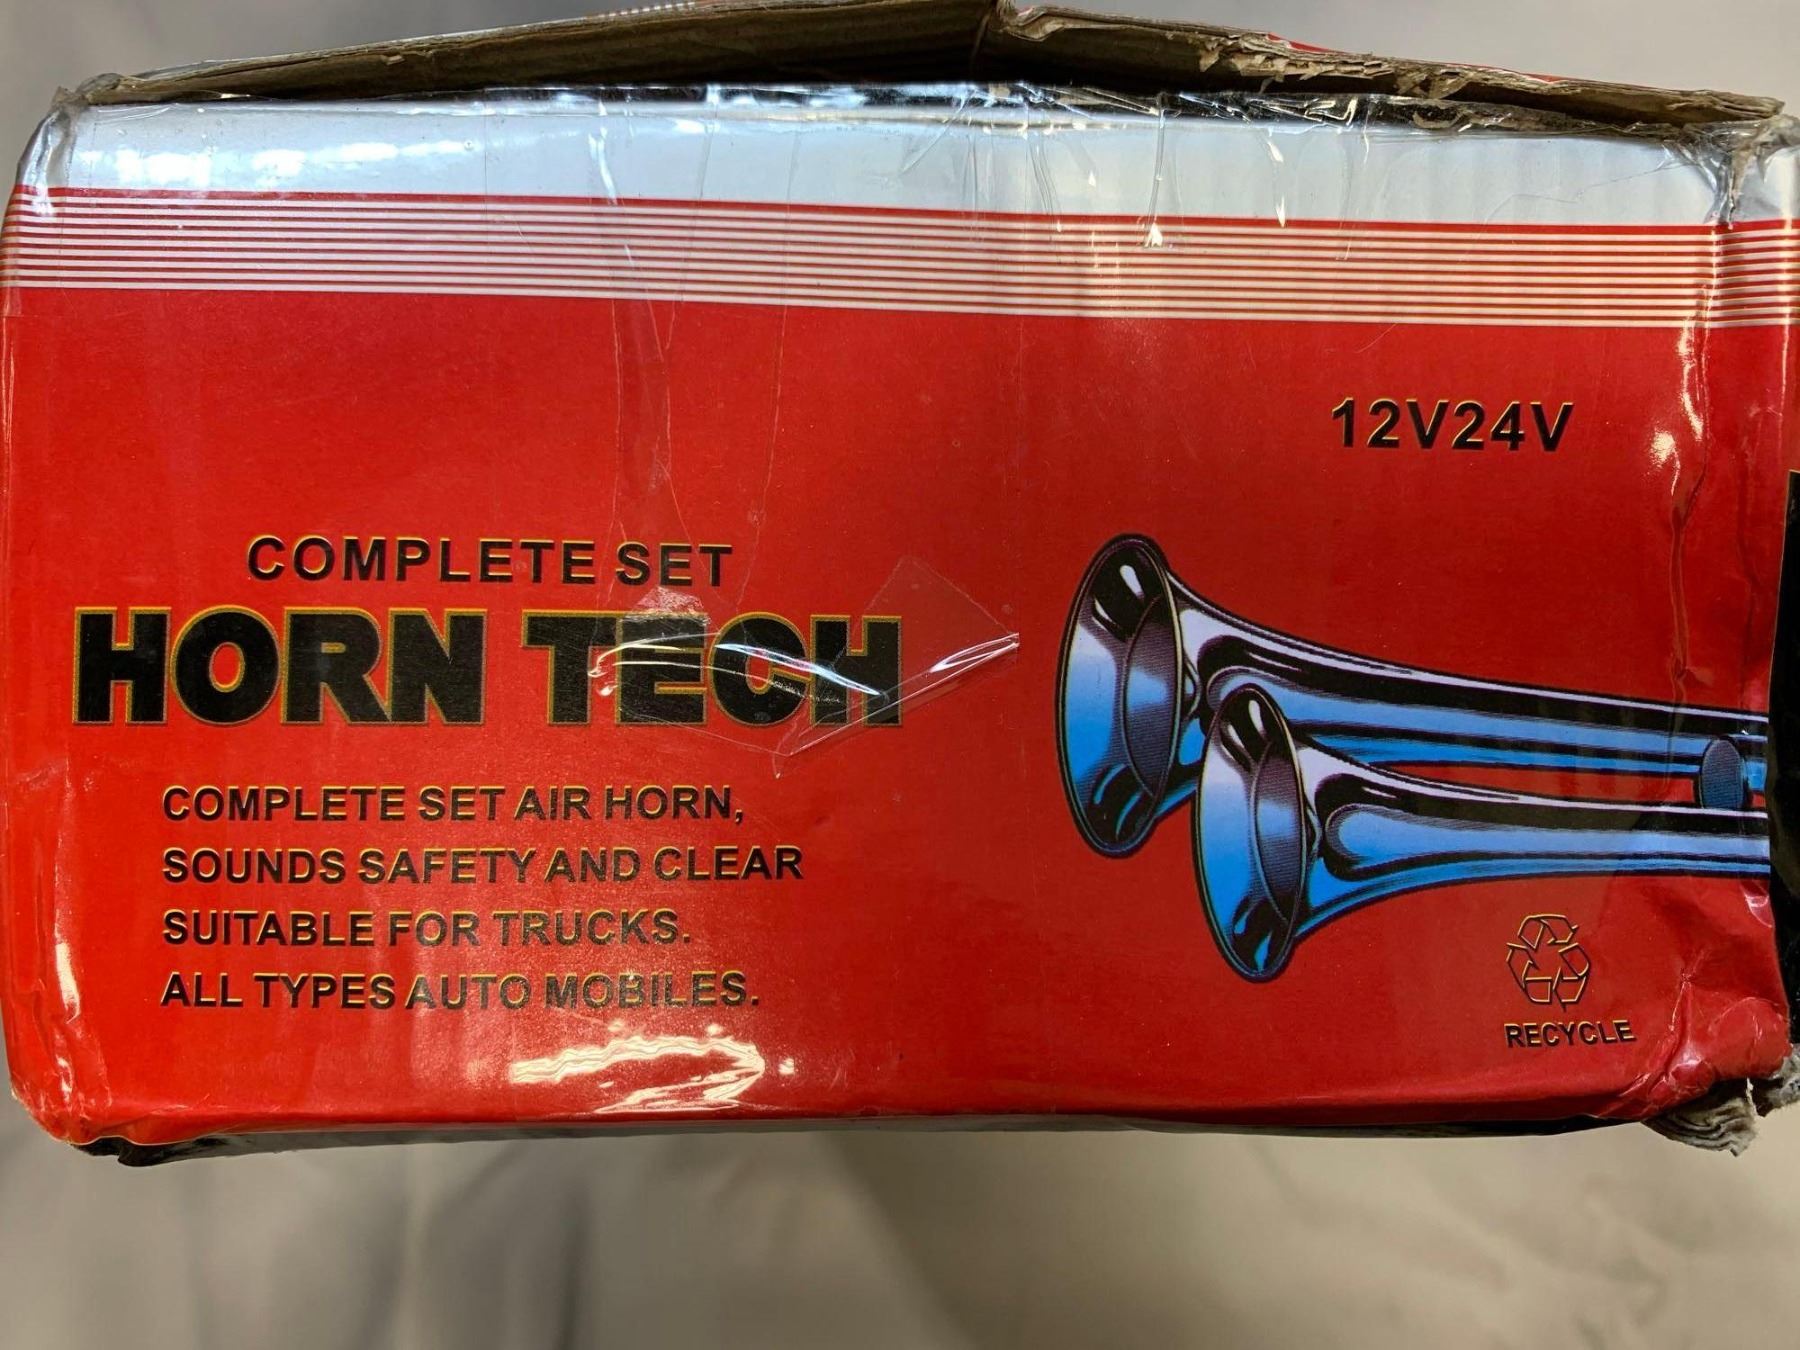 12V24V
COMPLETE SET
HORN TECH
COMPLETE SET AIR HORN,
SOUNDS SAFETY AND CLEAR
SUITABLE FOR TRUCKS.
ALL TYPES AUTO MOBILES.
RECYCLE